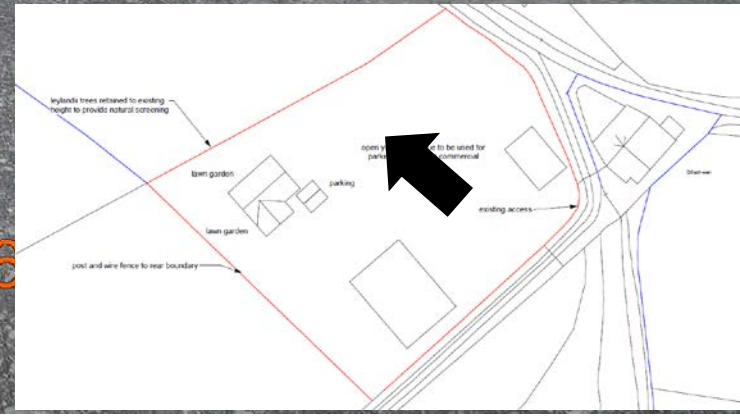 leylandii trees retained to existing
height to provide natural screening
lawn garden
lawn garden
parking
open y to be used for
park commercial
existing access
post and wire fence to rear boundary